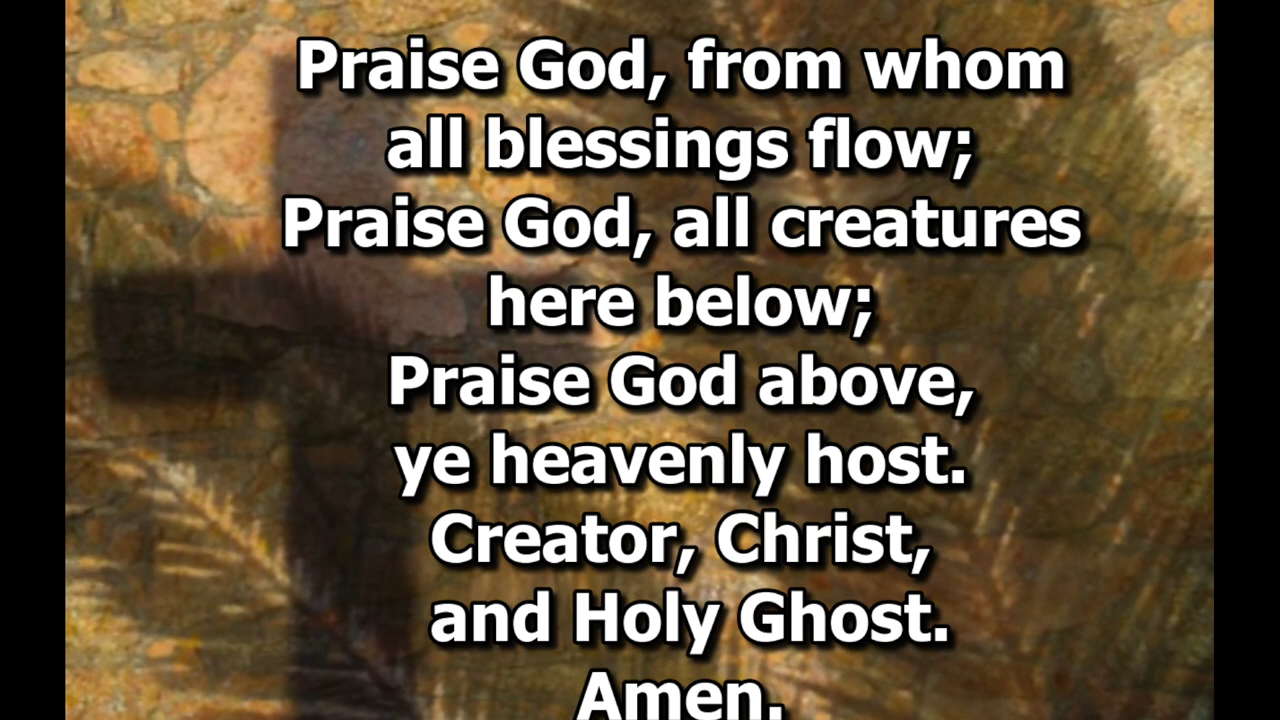 Praise God, from whom
all blessings flow;
Praise God, all creatures
here below;
Praise God above,
ye heavenly host.
Creator, Christ,
and Holy Ghost.
Amen.